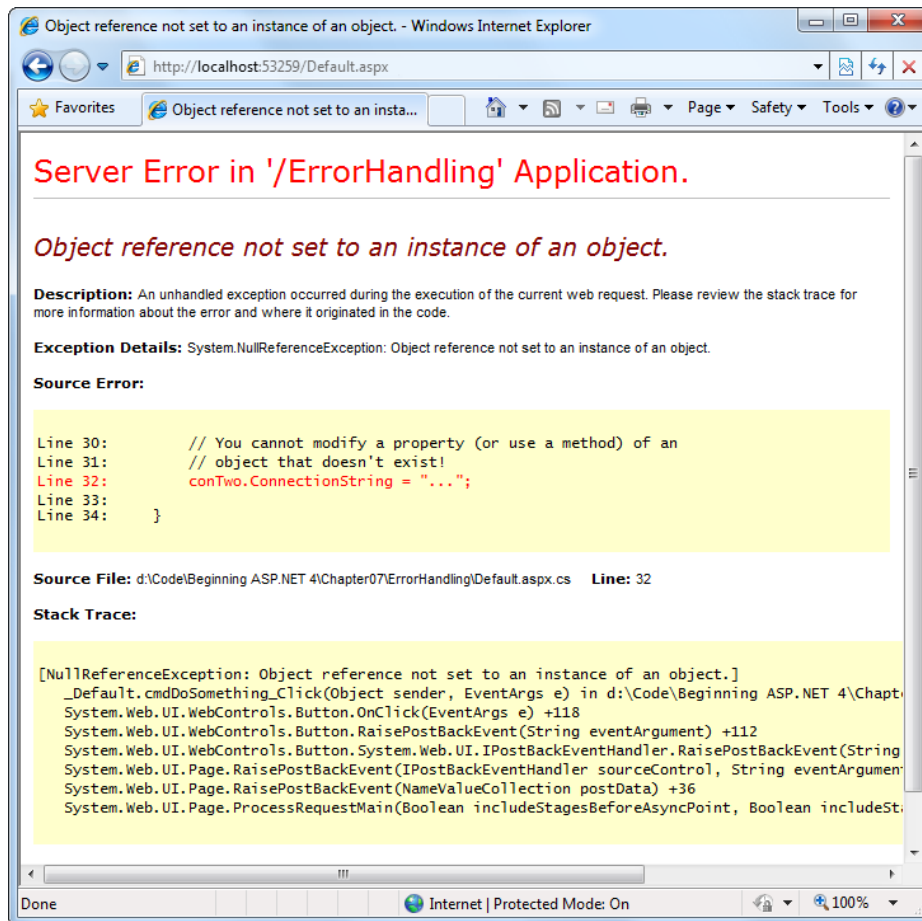 Object reference not set to an instance of an object. - Windows Internet Explorer
http://localhost:53259/Default.aspx
Favorites Object reference not set to an insta... Page Safety Tools
Server Error in '/ErrorHandling' Application.
Object reference not set to an instance of an object.
Description: An unhandled exception occurred during the execution of the current web request. Please review the stack trace for
more information about the error and where it originated in the code.
Exception Details: System.NullReferenceException: Object reference not set to an instance of an object.
Source Error:
Line 30:         // You cannot modify a property (or use a method) of an
Line 31:         // object that doesn't exist!
Line 32:         conTwo.ConnectionString = "...";
Line 33:
Line 34:     }
Source File: d:\Code\Beginning ASP.NET 4\Chapter07\ErrorHandling\Default.aspx.cs    Line: 32
Stack Trace:
[NullReferenceException: Object reference not set to an instance of an object.]
   _Default.cmdDoSomething_Click(Object sender, EventArgs e) in d:\Code\Beginning ASP.NET 4\Chapt
   System.Web.UI.WebControls.Button.OnClick(EventArgs e) +118
   System.Web.UI.WebControls.Button.RaisePostBackEvent(String eventArgument) +112
   System.Web.UI.WebControls.Button.System.Web.UI.IPostBackEventHandler.RaisePostBackEvent(String
   System.Web.UI.Page.RaisePostBackEvent(IPostBackEventHandler sourceControl, String eventArgumen
   System.Web.UI.Page.RaisePostBackEvent(NameValueCollection postData) +36
   System.Web.UI.Page.ProcessRequestMain(Boolean includeStagesBeforeAsyncPoint, Boolean includeSt
Done Internet | Protected Mode: On 100%